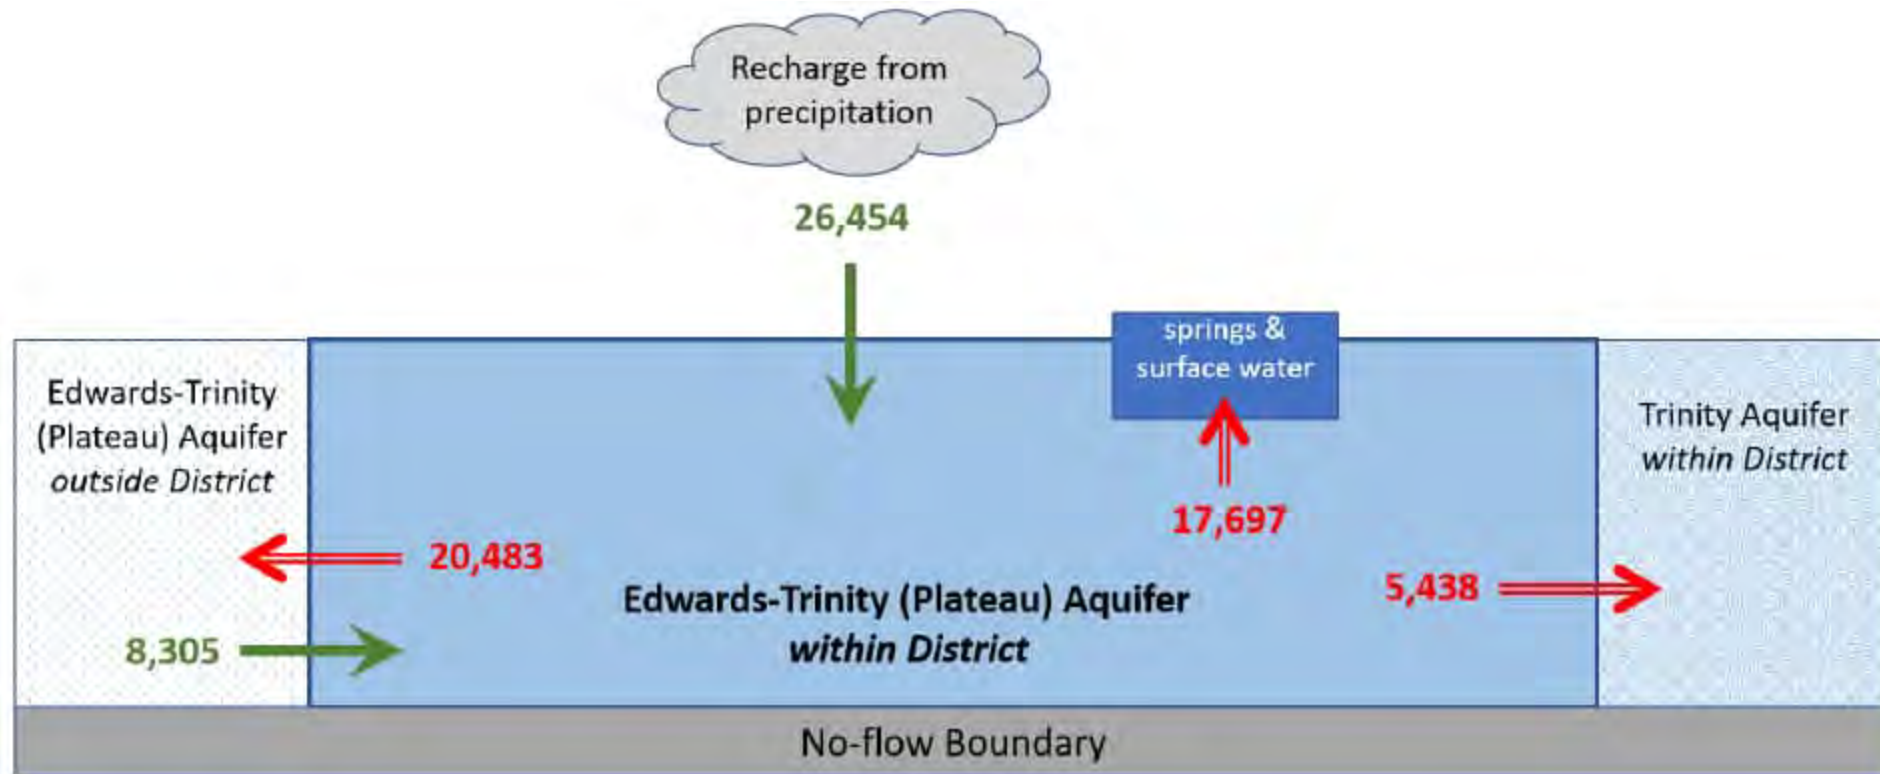 Recharge from
precipitation
26,454
springs &
surface water
Edwards-Trinity
(Plateau) Aquifer
outside District
Trinity Aquifer
within District
17,697
20,483
5,438
Edwards-Trinity (Plateau) Aquifer
within District
8,305
No-flow Boundary